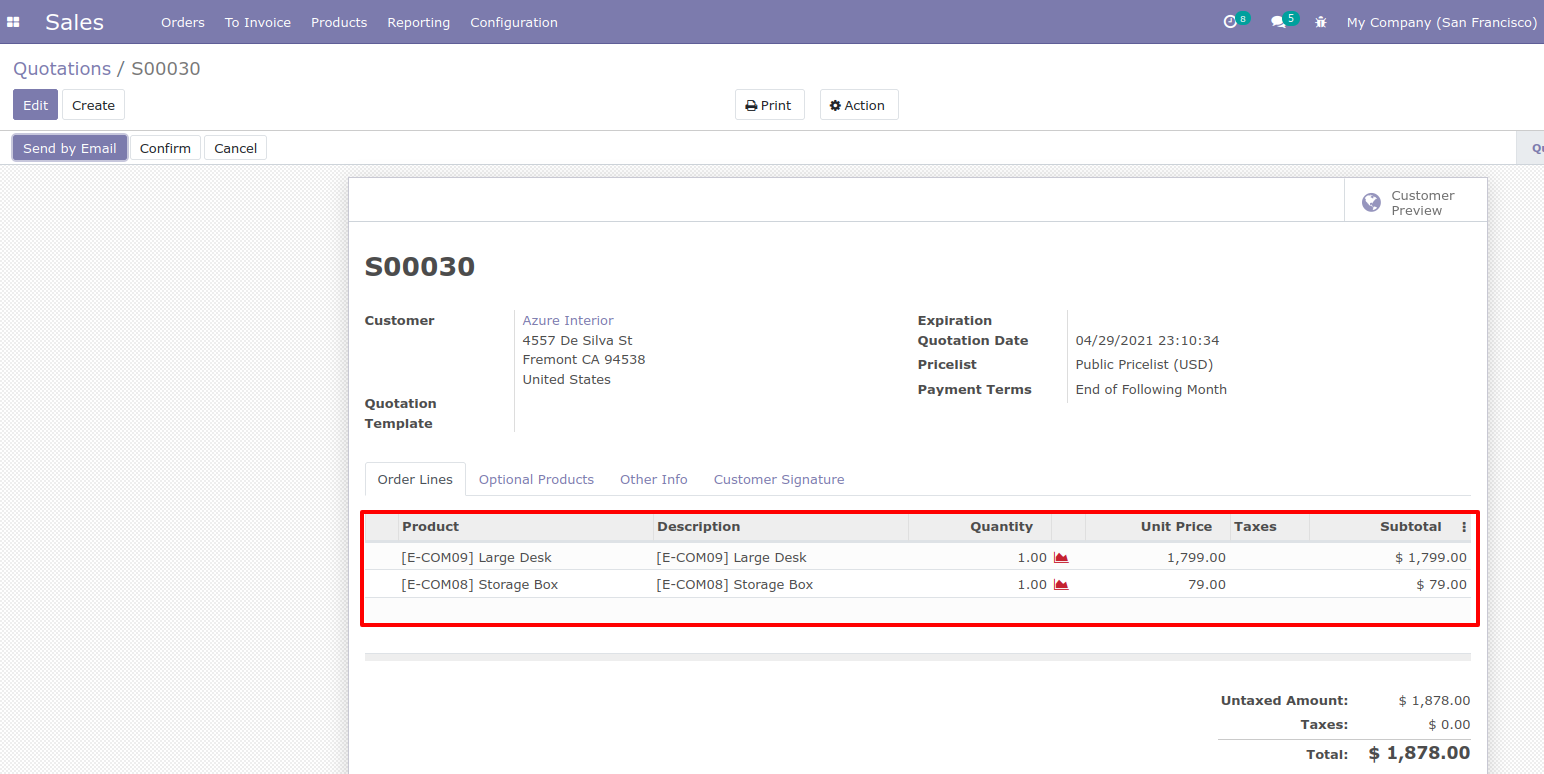 Sales Orders To Invoice Products Reporting Configuration 8 5 My Company (San Francisco)
Quotations / S00030
Edit Create Print Action
Send by Email Confirm Cancel
Customer
Preview
S00030
Customer Azure Interior Expiration
4557 De Silva St Quotation Date 04/29/2021 23:10:34
Fremont CA 94538 Pricelist Public Pricelist (USD)
United States Payment Terms End of Following Month
Quotation
Template
Order Lines Optional Products Other Info Customer Signature
Product Description Quantity Unit Price Taxes Subtotal
[E-COM09] Large Desk [E-COM09] Large Desk 1.00 1,799.00 $ 1,799.00
[E-COM08] Storage Box [E-COM08] Storage Box 1.00 79.00 $ 79.00
Untaxed Amount: $ 1,878.00
Taxes: $ 0.00
Total: $ 1,878.00